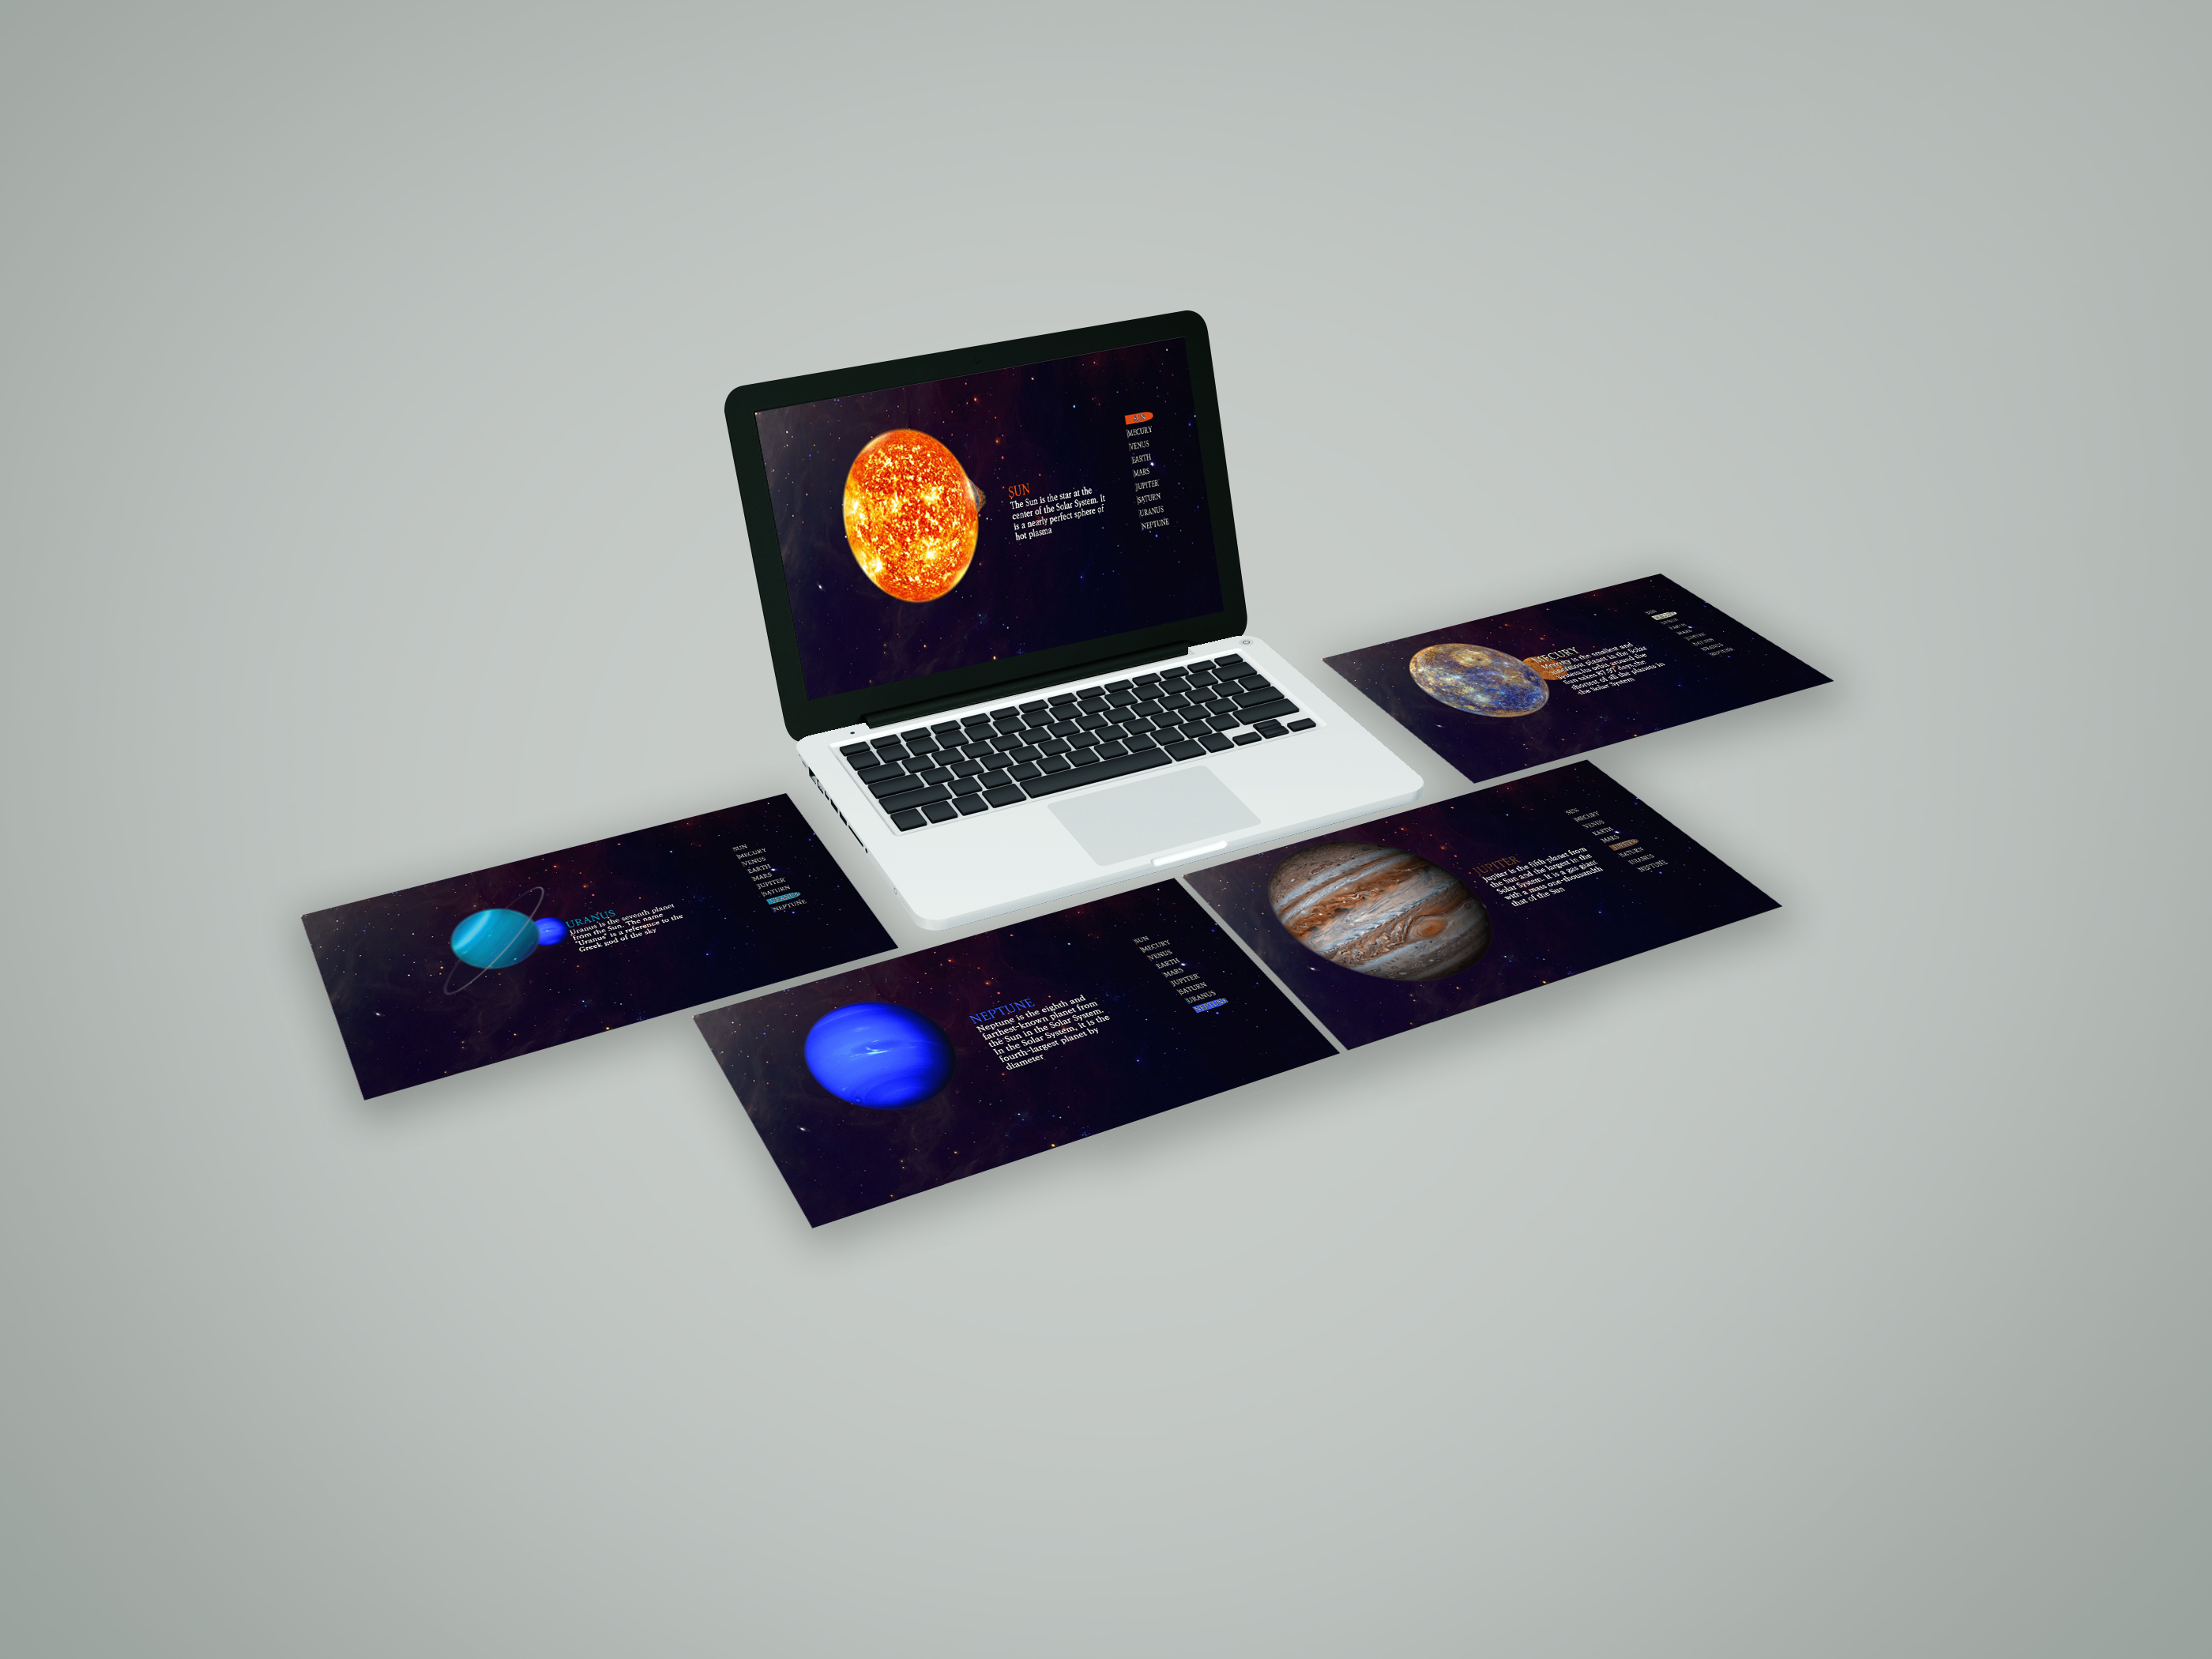 SUN
The Sun is the star at the
center of the Solar System. It
is a nearly perfect sphere of
hot plasma
SUN
MECURY
VENUS
EARTH
MARS
JUPITER
SATURN
URANUS
NEPTUNE
MECURY
Mercury is the smallest and
innermost planet in the Solar
System. Its orbit around the
Sun takes 87.97 days, the
shortest of all the planets in
the Solar System
SUN
VENUS
EARTH
MARS
JUPITER
SATURN
URANUS
NEPTUNE
URANUS
Uranus is the seventh planet
from the Sun. The name
"Uranus" is a reference to the
Greek god of the sky
SUN
MECURY
VENUS
EARTH
MARS
JUPITER
SATURN
URANUS
NEPTUNE
NEPTUNE
Neptune is the eighth and
farthest-known planet from
the Sun in the Solar System.
In the Solar System, it is the
fourth-largest planet by
diameter
SUN
MECURY
VENUS
EARTH
MARS
JUPITER
SATURN
URANUS
NEPTUNE
JUPITER
Jupiter is the fifth planet from
the Sun and the largest in the
Solar System. It is a gas giant
with a mass one-thousandth
that of the Sun
SUN
MECURY
VENUS
EARTH
MARS
JUPITER
SATURN
URANUS
NEPTUNE